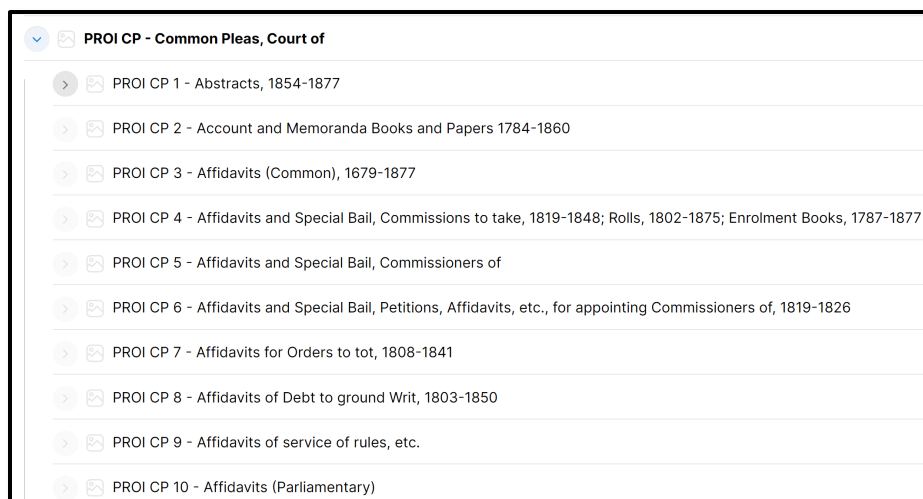 PROI CP - Common Pleas, Court of
PROI CP 1 - Abstracts, 1854-1877
PROI CP 2 - Account and Memoranda Books and Papers 1784-1860
PROI CP 3 - Affidavits (Common), 1679-1877
PROI CP 4 - Affidavits and Special Bail, Commissions to take, 1819-1848; Rolls, 1802-1875; Enrolment Books, 1787-1877
PROI CP 5 - Affidavits and Special Bail, Commissioners of
PROI CP 6 - Affidavits and Special Bail, Petitions, Affidavits, etc., for appointing Commissioners of, 1819-1826
PROI CP 7 - Affidavits for Orders to tot, 1808-1841
PROI CP 8 - Affidavits of Debt to ground Writ, 1803-1850
PROI CP 9 - Affidavits of service of rules, etc.
PROI CP 10 - Affidavits (Parliamentary)